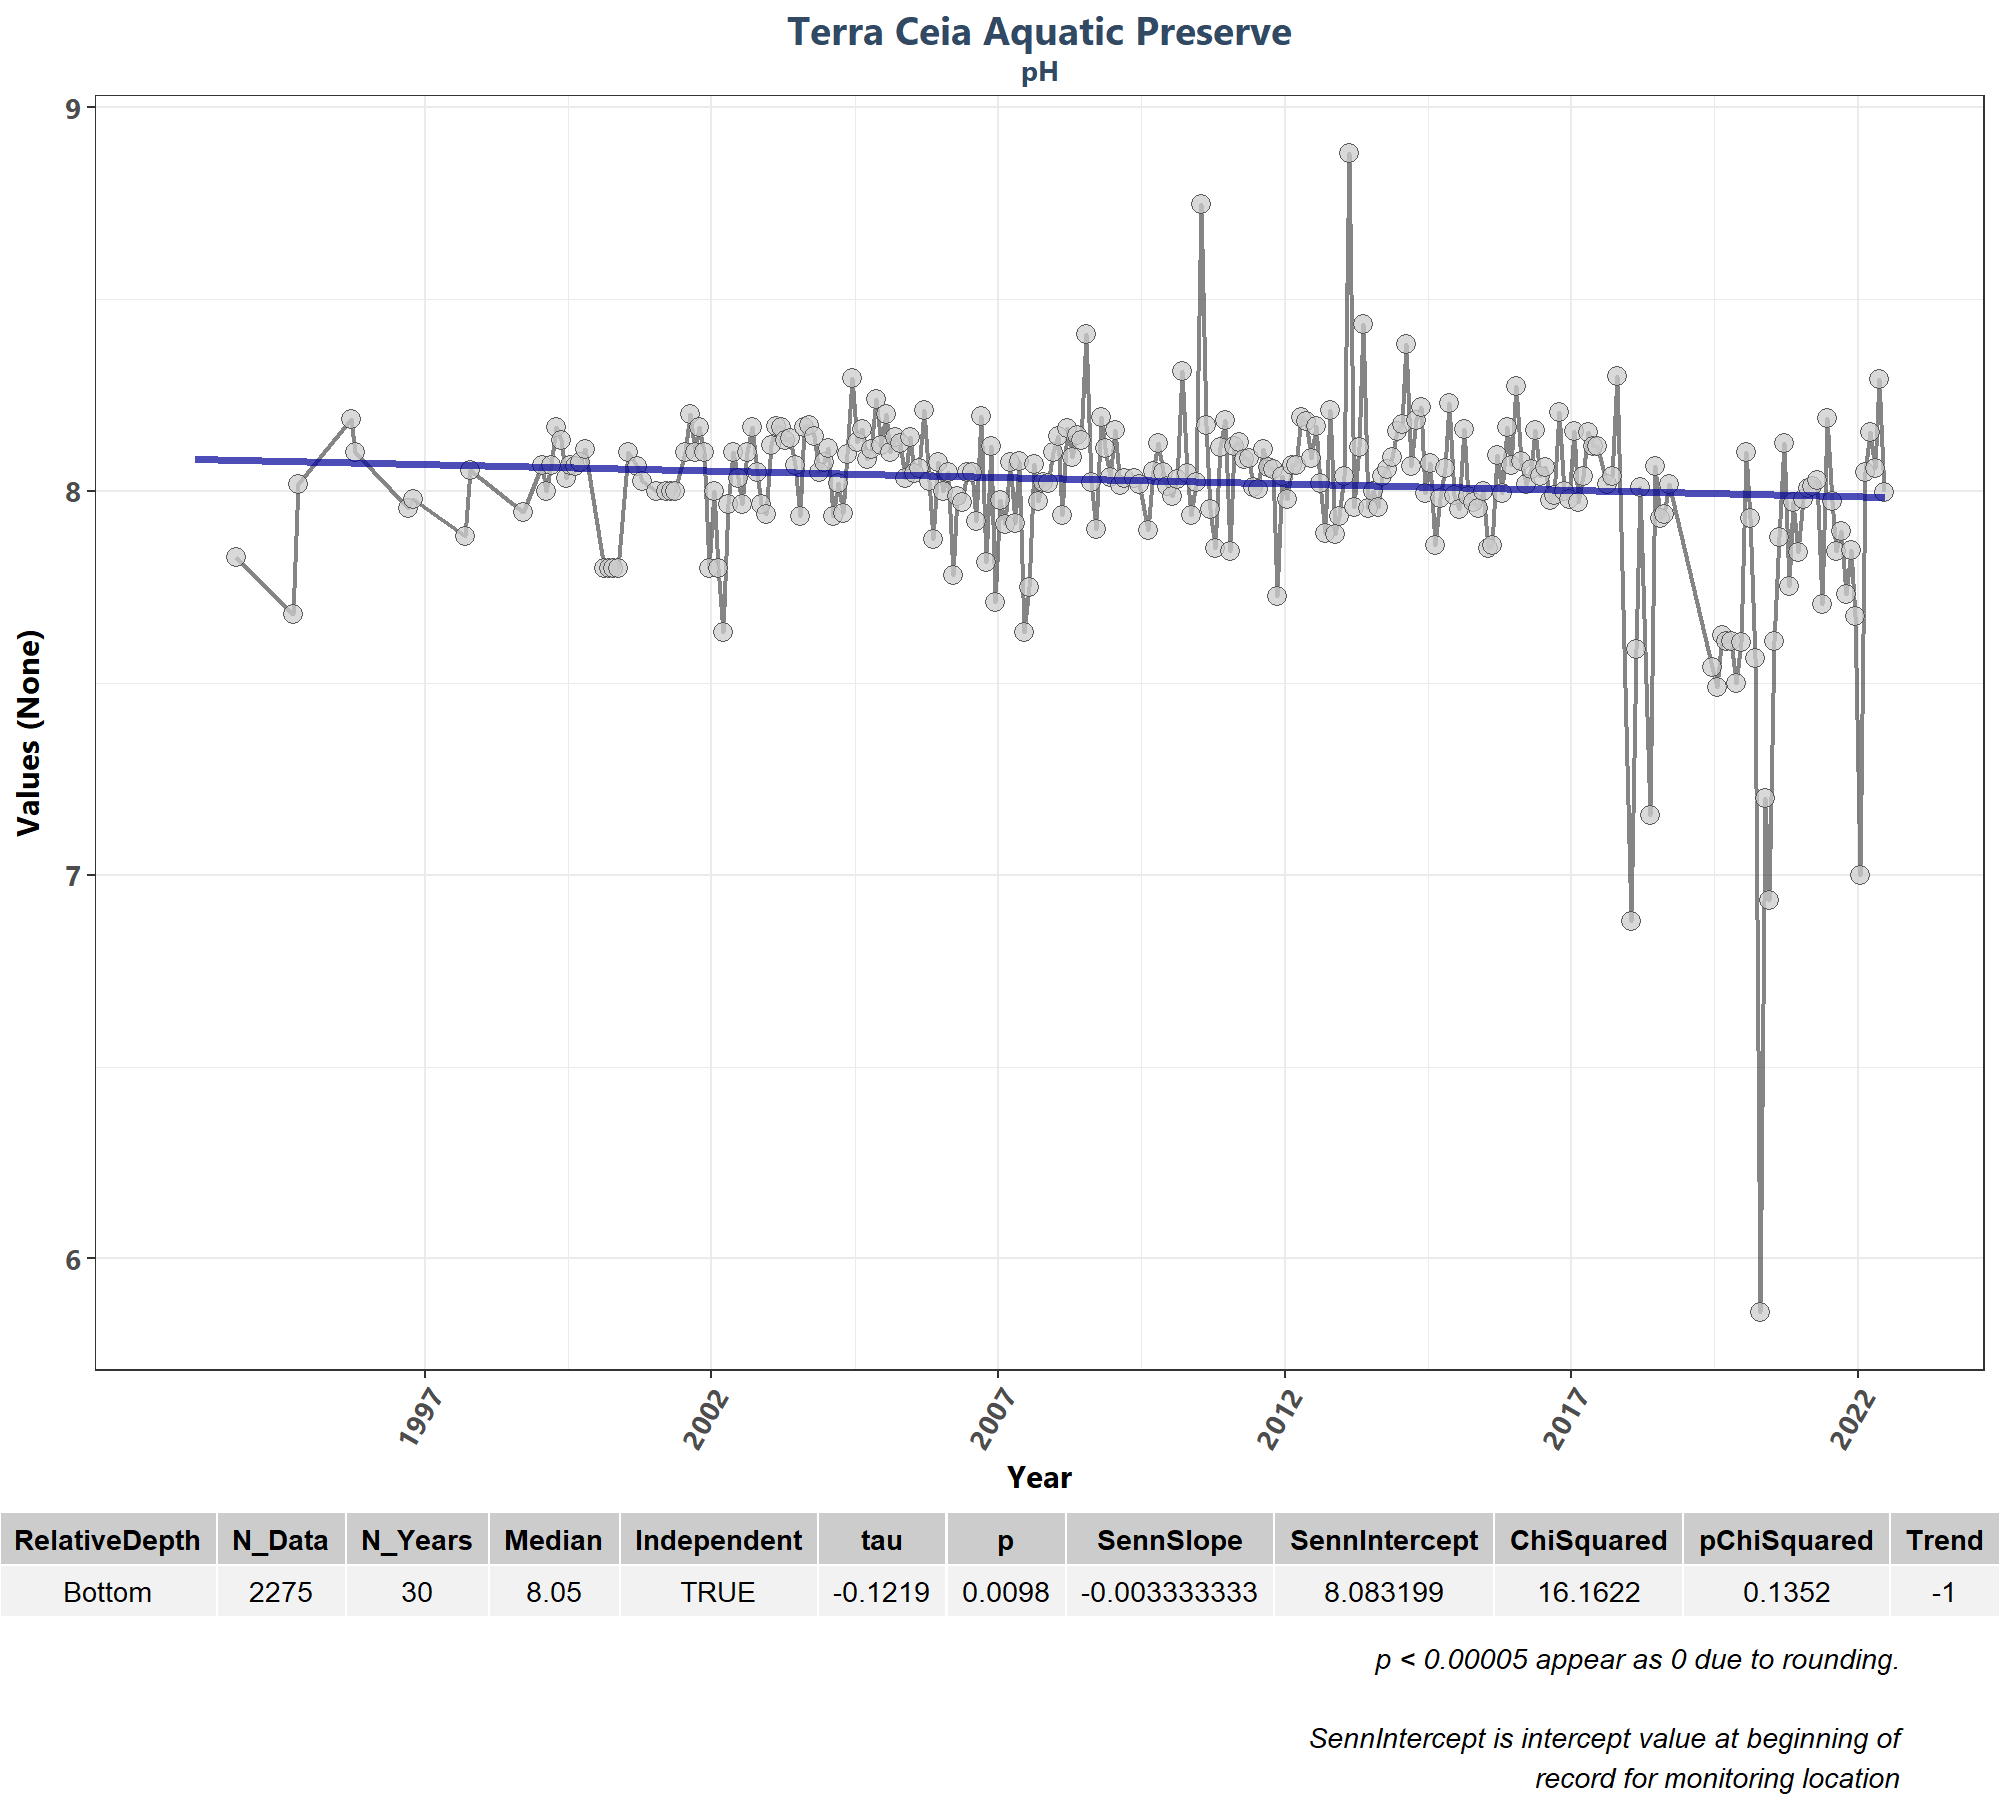 Terra Ceia Aquatic Preserve
pH
9
8
7
6
Values (None)
1997
2002
2007
2012
2017
2022
Year
RelativeDepth N_Data N_Years Median Independent tau p SennSlope SennIntercept ChiSquared pChiSquared Trend
Bottom 2275 30 8.05 TRUE -0.1219 0.0098 -0.003333333 8.083199 16.1622 0.1352 -1
p < 0.00005 appear as 0 due to rounding.
SennIntercept is intercept value at beginning of
record for monitoring location